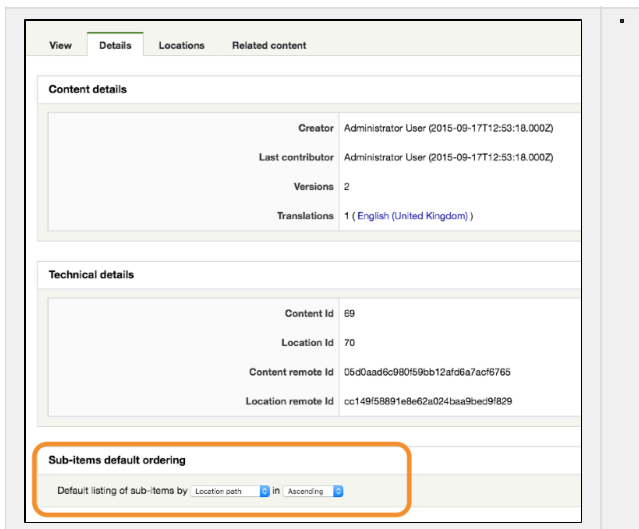 View Details Locations Related content
Content details
Creator Administrator User (2015-09-17T12:53:18.000Z)
Last contributor Administrator User (2015-09-17T12:53:18.000Z)
Versions 2
Translations 1 ( English (United Kingdom) )
Technical details
Content Id 69
Location Id 70
Content remote Id 05d0aad6c980f59bb12afd6a7acf6765
Location remote Id cc149f58891e8e62a024baa9bed9f829
Sub-items default ordering
Default listing of sub-items by Location path in Ascending